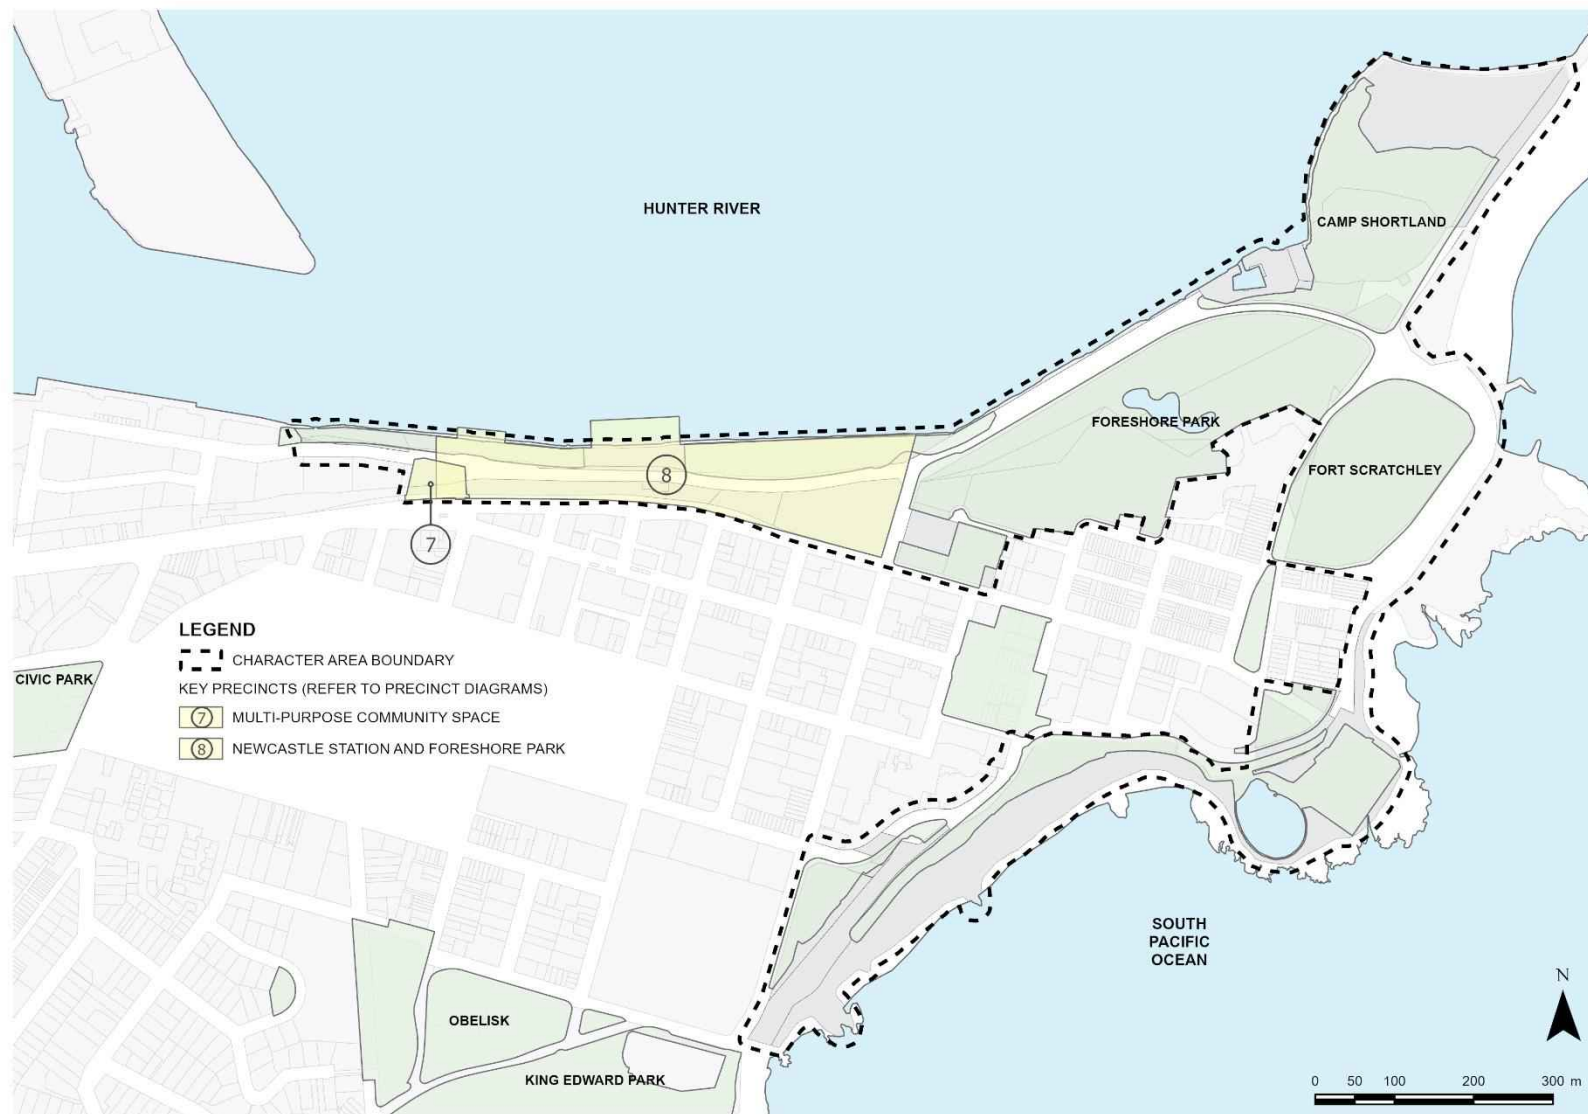 HUNTER RIVER
CAMP SHORTLAND
FORESHORE PARK
FORT SCRATCHLEY
8
7
LEGEND
CHARACTER AREA BOUNDARY
KEY PRECINCTS (REFER TO PRECINCT DIAGRAMS)
7 MULTI-PURPOSE COMMUNITY SPACE
8 NEWCASTLE STATION AND FORESHORE PARK
CIVIC PARK
SOUTH
PACIFIC
OCEAN
OBELISK
KING EDWARD PARK
N
0 50 100 200 300 m